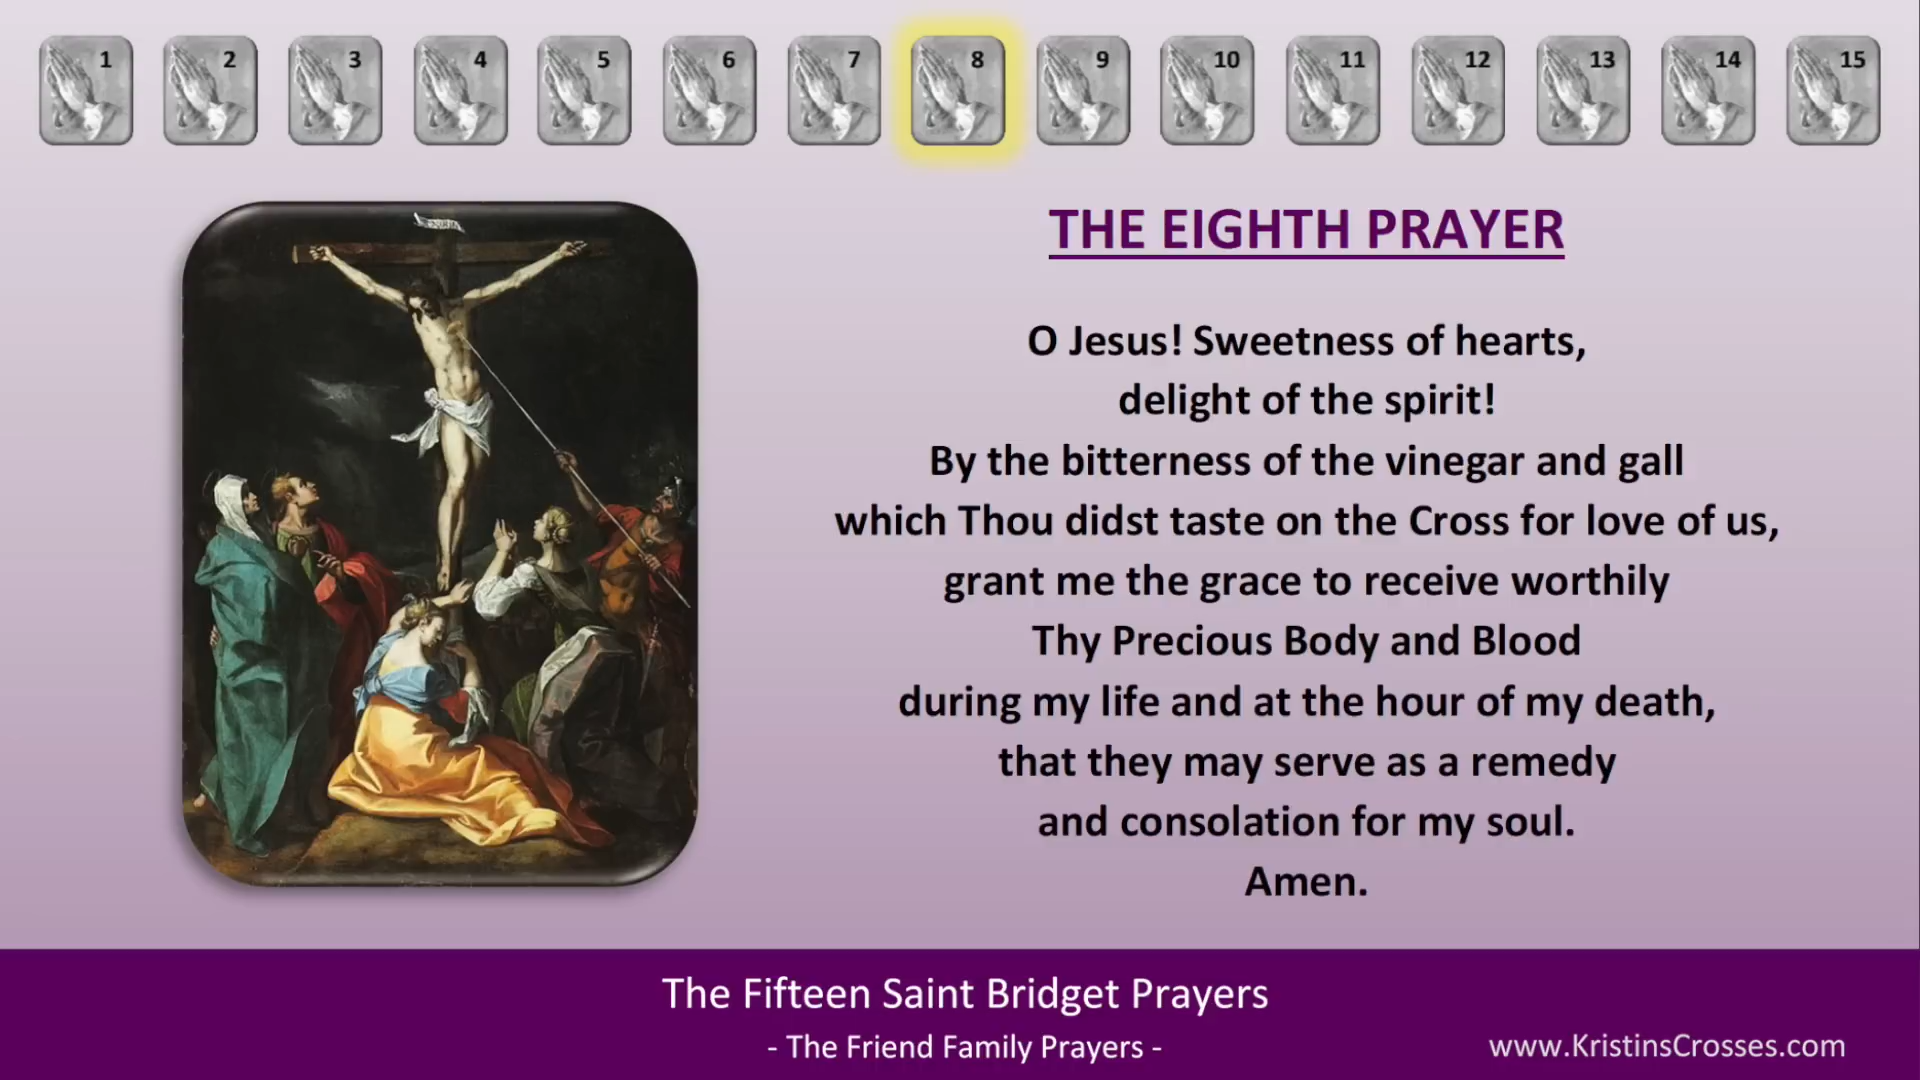 1 2 3 4 5 6 7 8 9 10 11 12 13 14 15
THE EIGHTH PRAYER
O Jesus! Sweetness of hearts,
delight of the spirit!
By the bitterness of the vinegar and gall
which Thou didst taste on the Cross for love of us,
grant me the grace to receive worthily
Thy Precious Body and Blood
during my life and at the hour of my death,
that they may serve as a remedy
and consolation for my soul.
Amen.
The Fifteen Saint Bridget Prayers
- The Friend Family Prayers -
www.KristinsCrosses.com